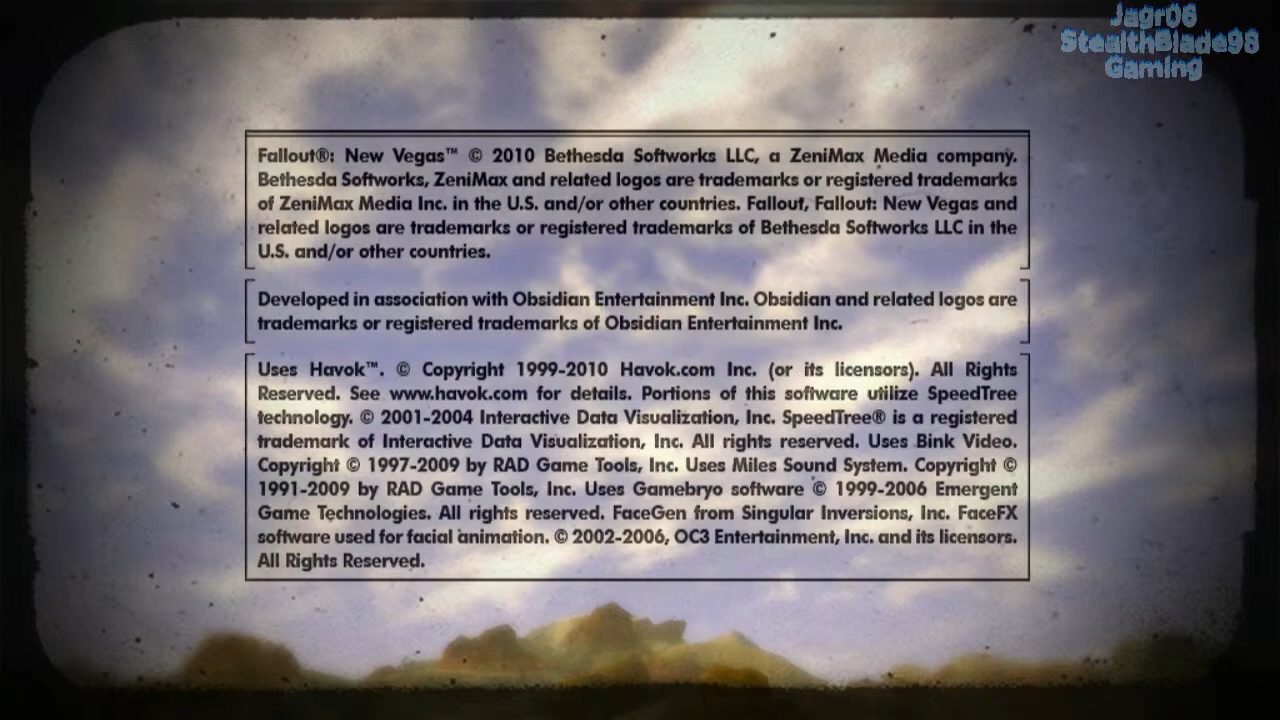 Jagr06
StealthBlade98
Gaming
Fallout®: New Vegas™ © 2010 Bethesda Softworks LLC, a ZeniMax Media company.
Bethesda Softworks, ZeniMax and related logos are trademarks or registered trademarks
of ZeniMax Media Inc. in the U.S. and/or other countries. Fallout, Fallout: New Vegas and
related logos are trademarks or registered trademarks of Bethesda Softworks LLC in the
U.S. and/or other countries.
Developed in association with Obsidian Entertainment Inc. Obsidian and related logos are
trademarks or registered trademarks of Obsidian Entertainment Inc.
Uses Havok™. © Copyright 1999-2010 Havok.com Inc. (or its licensors). All Rights
Reserved. See www.havok.com for details. Portions of this software utilize SpeedTree
technology. © 2001-2004 Interactive Data Visualization, Inc. SpeedTree® is a registered
trademark of Interactive Data Visualization, Inc. All rights reserved. Uses Bink Video.
Copyright © 1997-2009 by RAD Game Tools, Inc. Uses Miles Sound System. Copyright ©
1991-2009 by RAD Game Tools, Inc. Uses Gamebryo software © 1999-2006 Emergent
Game Technologies. All rights reserved. FaceGen from Singular Inversions, Inc. FaceFX
software used for facial animation. © 2002-2006, OC3 Entertainment, Inc. and its licensors.
All Rights Reserved.